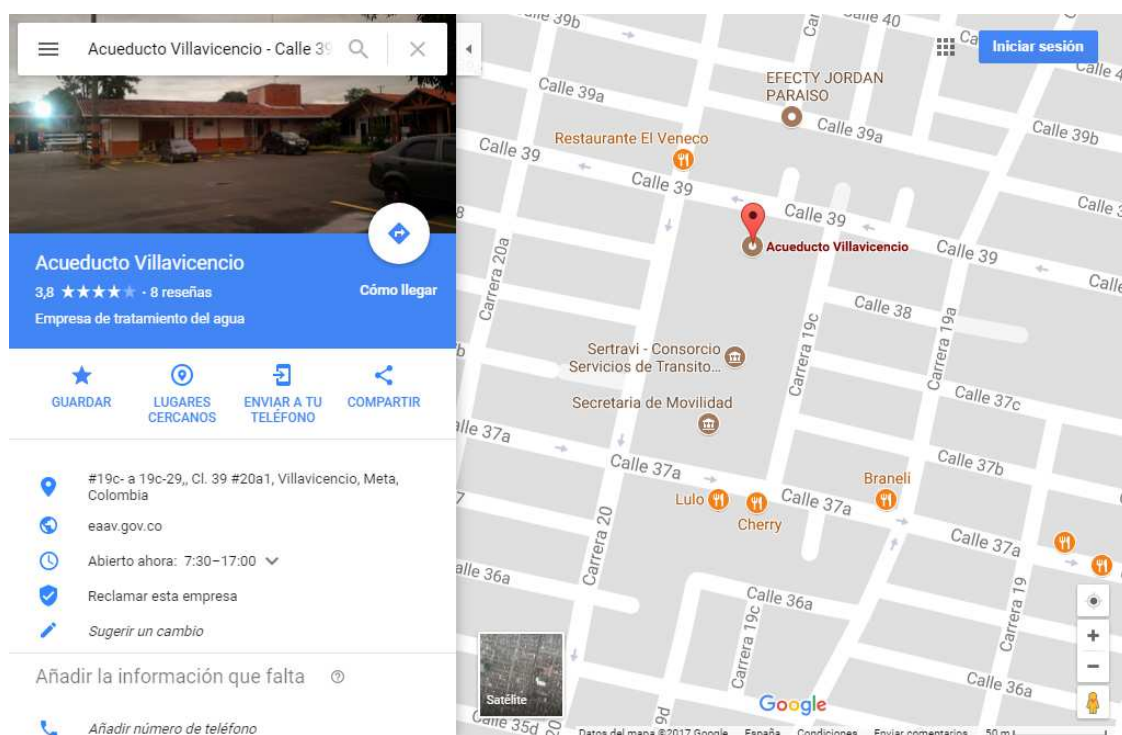 Acueducto Villavicencio - Calle 39
Acueducto Villavicencio
3,8 ★★★★★ · 8 reseñas
Cómo llegar
Empresa de tratamiento del agua
GUARDAR
LUGARES
CERCANOS
ENVIAR A TU
TELÉFONO
COMPARTIR
#19c- a 19c-29,, Cl. 39 #20a1, Villavicencio, Meta,
Colombia
eaav.gov.co
Abierto ahora: 7:30–17:00
Reclamar esta empresa
Sugerir un cambio
Añadir la información que falta
Añadir número de teléfono
Iniciar sesión
39b
Calle 40
Calle 4
EFECTY JORDAN
PARAISO
Calle 39a
Calle 39a
Calle 39b
Restaurante El Veneco
Calle 39
Calle 39
Calle 39
Calle 39
Acueducto Villavicencio
Calle
Carrera 20a
Calle 38
Carrera 19c
Carrera 19a
Sertravi - Consorcio
Servicios de Transito...
Secretaria de Movilidad
Calle 37c
alle 37a
Calle 37a
Calle 37b
Braneli
Lulo
Cherry
Calle 37a
Calle 37a
Carrera 20
alle 36a
Calle 36a
Carrera 19c
Carrera 19
Calle 36a
Satélite
Google
Calle 35d
20
9d
Datos del mapa ©2017 Google España Condiciones Enviar comentarios 50 m